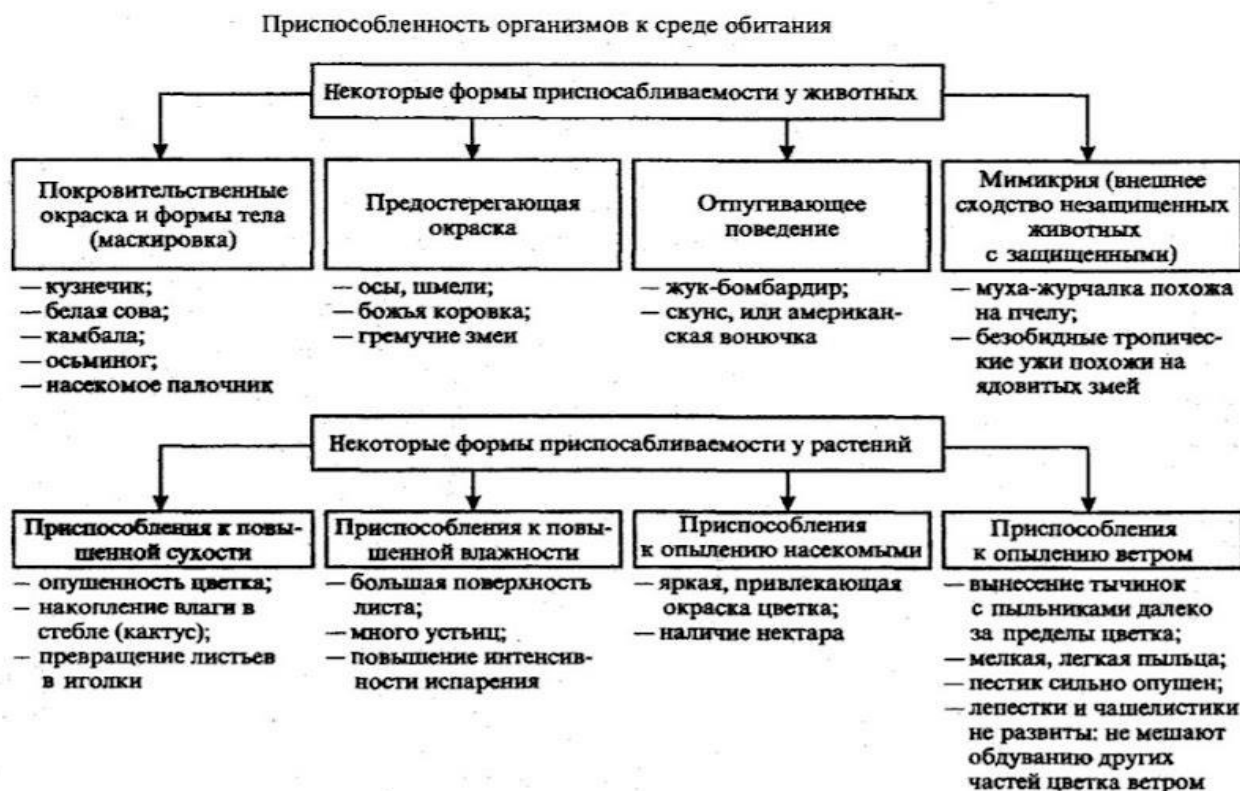 Приспособленность организмов к среде обитания
Некоторые формы приспосабливаемости у животных
Покровительственные
окраска и формы тела
(маскировка)
— кузнечик;
— белая сова;
— камбала;
— осьминог;
— насекомое палочник
Предостерегающая
окраска
— осы, шмели;
— божья коровка;
— гремучие змеи
Отпугивающее
поведение
— жук-бомбардир;
— скунс, или американ-
ская вонючка
Мимикрия (внешнее
сходство незащищенных
животных
с защищенными)
— муха-журчалка похожа
на пчелу;
— безобидные тропичес-
кие ужи похожи на
ядовитых змей
Некоторые формы приспосабливаемости у растений
Приспособления к повы-
шенной сухости
— опушенность цветка;
— накопление влаги в
стебле (кактус);
— превращение листьев
в иголки
Приспособления к повы-
шенной влажности
— большая поверхность
листа;
— много устьиц;
— повышение интенсив-
ности испарения
Приспособления
к опылению насекомыми
— яркая, привлекающая
окраска цветка;
— наличие нектара
Приспособления
к опылению ветром
— вынесение тычинок
с пыльниками далеко
за пределы цветка;
— мелкая, легкая пыльца;
— пестик сильно опушен;
— лепестки и чашелистики
не развиты: не мешают
обдуванию других
частей цветка ветром